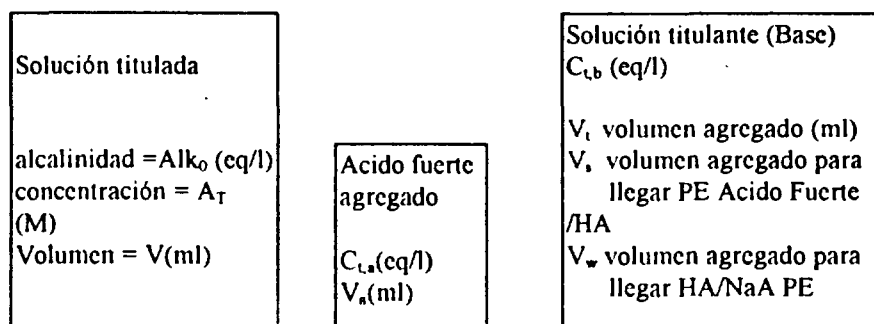 Solución titulada
alcalinidad =Alk₀ (eq/l)
concentración = A_T
(M)
Volumen = V(ml)
Acido fuerte
agregado
C_t,a(eq/l)
V_a(ml)
Solución titulante (Base)
C_t,b (eq/l)
V_t volumen agregado (ml)
V_s volumen agregado para
llegar PE Acido Fuerte
/HA
V_w volumen agregado para
llegar HA/NaA PE